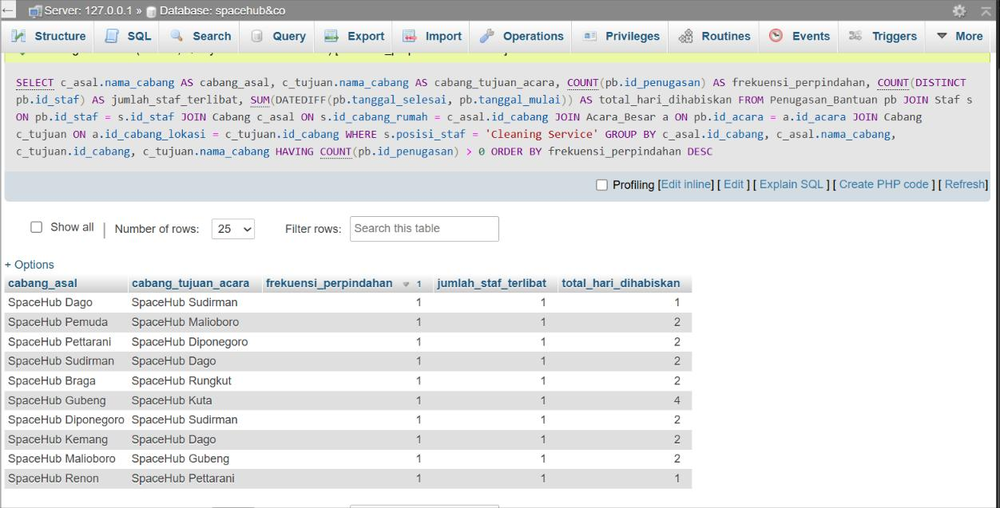 ← Server: 127.0.0.1 » Database: spacehub&co
Structure SQL Search Query Export Import Operations Privileges Routines Events Triggers More
SELECT c_asal.nama_cabang AS cabang_asal, c_tujuan.nama_cabang AS cabang_tujuan_acara, COUNT(pb.id_penugasan) AS frekuensi_perpindahan, COUNT(DISTINCT
pb.id_staf) AS jumlah_staf_terlibat, SUM(DATEDIFF(pb.tanggal_selesai, pb.tanggal_mulai)) AS total_hari_dihabiskan FROM Penugasan_Bantuan pb JOIN Staf s
ON pb.id_staf = s.id_staf JOIN Cabang c_asal ON s.id_cabang_rumah = c_asal.id_cabang JOIN Acara_Besar a ON pb.id_acara = a.id_acara JOIN Cabang
c_tujuan ON a.id_cabang_lokasi = c_tujuan.id_cabang WHERE s.posisi_staf = 'Cleaning Service' GROUP BY c_asal.id_cabang, c_asal.nama_cabang,
c_tujuan.id_cabang, c_tujuan.nama_cabang HAVING COUNT(pb.id_penugasan) > 0 ORDER BY frekuensi_perpindahan DESC
Profiling [Edit inline] [ Edit ] [ Explain SQL ] [ Create PHP code ] [ Refresh]
Show all | Number of rows: 25 Filter rows: Search this table
+ Options
cabang_asal cabang_tujuan_acara frekuensi_perpindahan 1 jumlah_staf_terlibat total_hari_dihabiskan
SpaceHub Dago SpaceHub Sudirman 1 1 1
SpaceHub Pemuda SpaceHub Malioboro 1 1 2
SpaceHub Pettarani SpaceHub Diponegoro 1 1 2
SpaceHub Sudirman SpaceHub Dago 1 1 2
SpaceHub Braga SpaceHub Rungkut 1 1 2
SpaceHub Gubeng SpaceHub Kuta 1 1 4
SpaceHub Diponegoro SpaceHub Sudirman 1 1 2
SpaceHub Kemang SpaceHub Dago 1 1 2
SpaceHub Malioboro SpaceHub Gubeng 1 1 2
SpaceHub Renon SpaceHub Pettarani 1 1 1